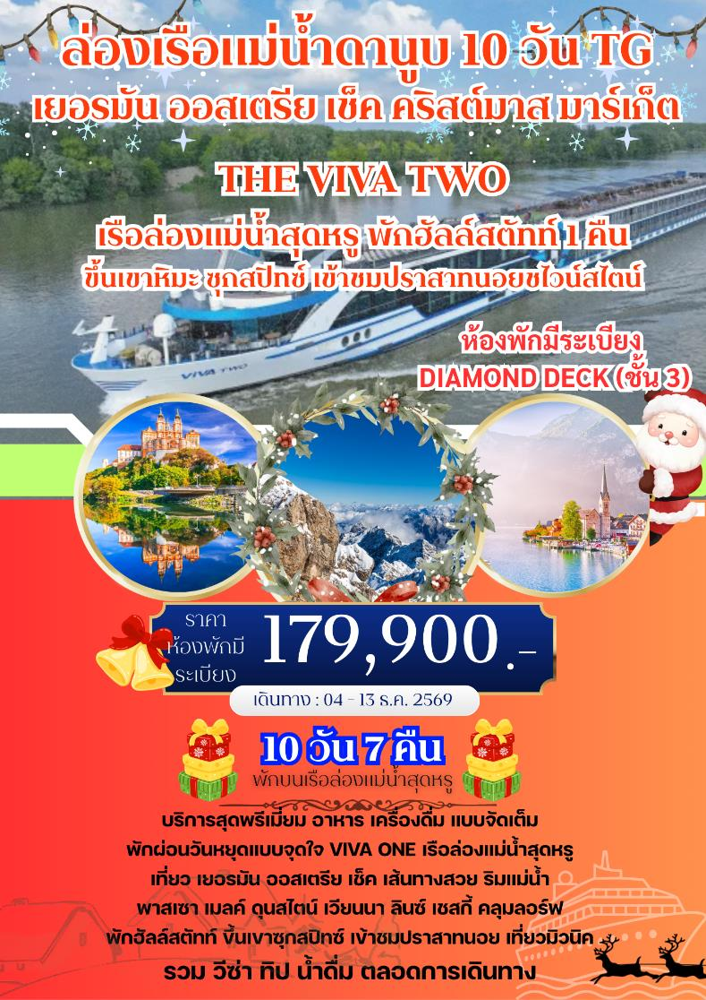 ล่องเรือแม่น้ำดานูบ 10 วัน TG
เยอรมัน ออสเตรีย เช็ค คริสต์มาส มาร์เก็ต
THE VIVA TWO
เรือล่องแม่น้ำสุดหรู พักฮัลล์สตัทท์ 1 คืน
ขึ้นเขาหิมะ ซุกสปิทซ์ เข้าชมปราสาทนอยชไวน์สไตน์
ห้องพักมีระเบียง
DIAMOND DECK (ชั้น 3)
VIVA TWO
ราคา
ห้องพักมี
ระเบียง
179,900.-
เดินทาง : 04 - 13 ธ.ค. 2569
10 วัน 7 คืน
พักบนเรือล่องแม่น้ำสุดหรู
บริการสุดพรีเมี่ยม อาหาร เครื่องดื่ม แบบจัดเต็ม
พักผ่อนวันหยุดแบบจุดใจ VIVA ONE เรือล่องแม่น้ำสุดหรู
เที่ยว เยอรมัน ออสเตรีย เช็ค เส้นทางสวย ริมแม่น้ำ
พาสเซา เมลค์ ดุนสไตน์ เวียนนา ลินซ์ เชสกี้ คลุมลอร์ฟ
พักฮัลล์สตัทท์ ขึ้นเขาซุกสปิทซ์ เข้าชมปราสาทนอย เที่ยวมิวนิค
รวม วีซ่า ทิป น้ำดื่ม ตลอดการเดินทาง